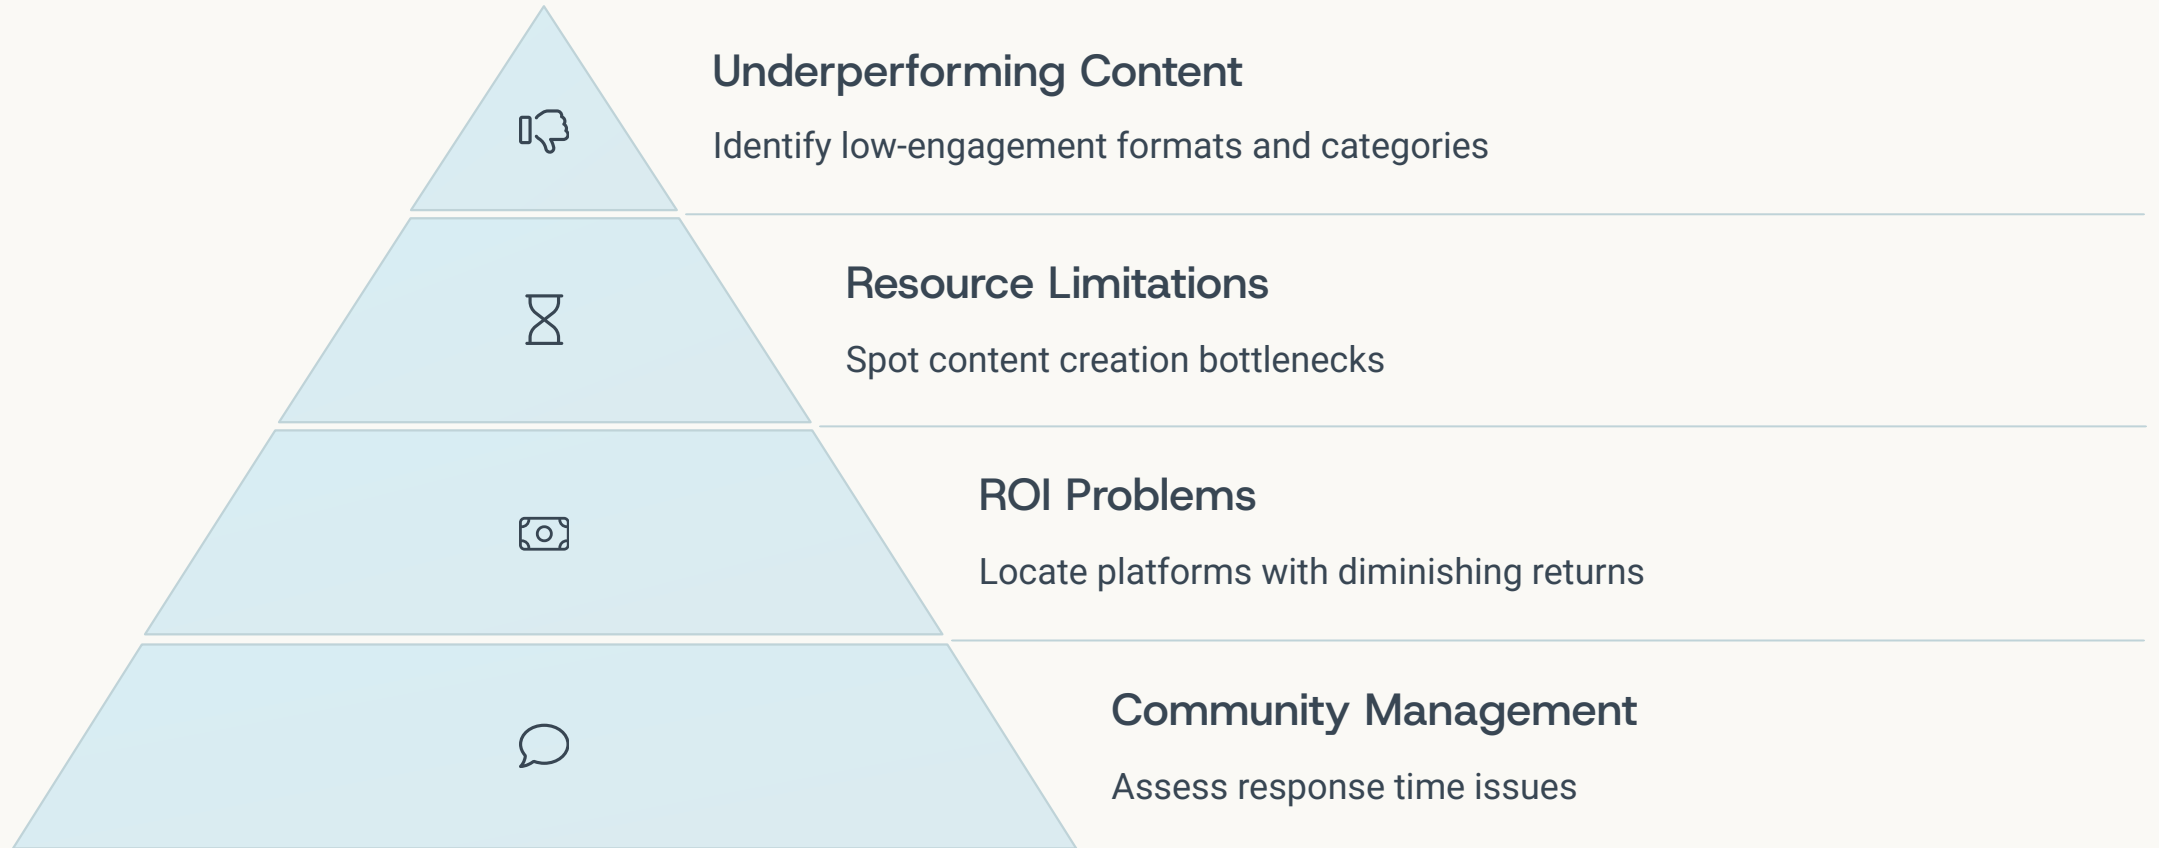 Underperforming Content
Identify low-engagement formats and categories
Resource Limitations
Spot content creation bottlenecks
ROI Problems
Locate platforms with diminishing returns
Community Management
Assess response time issues